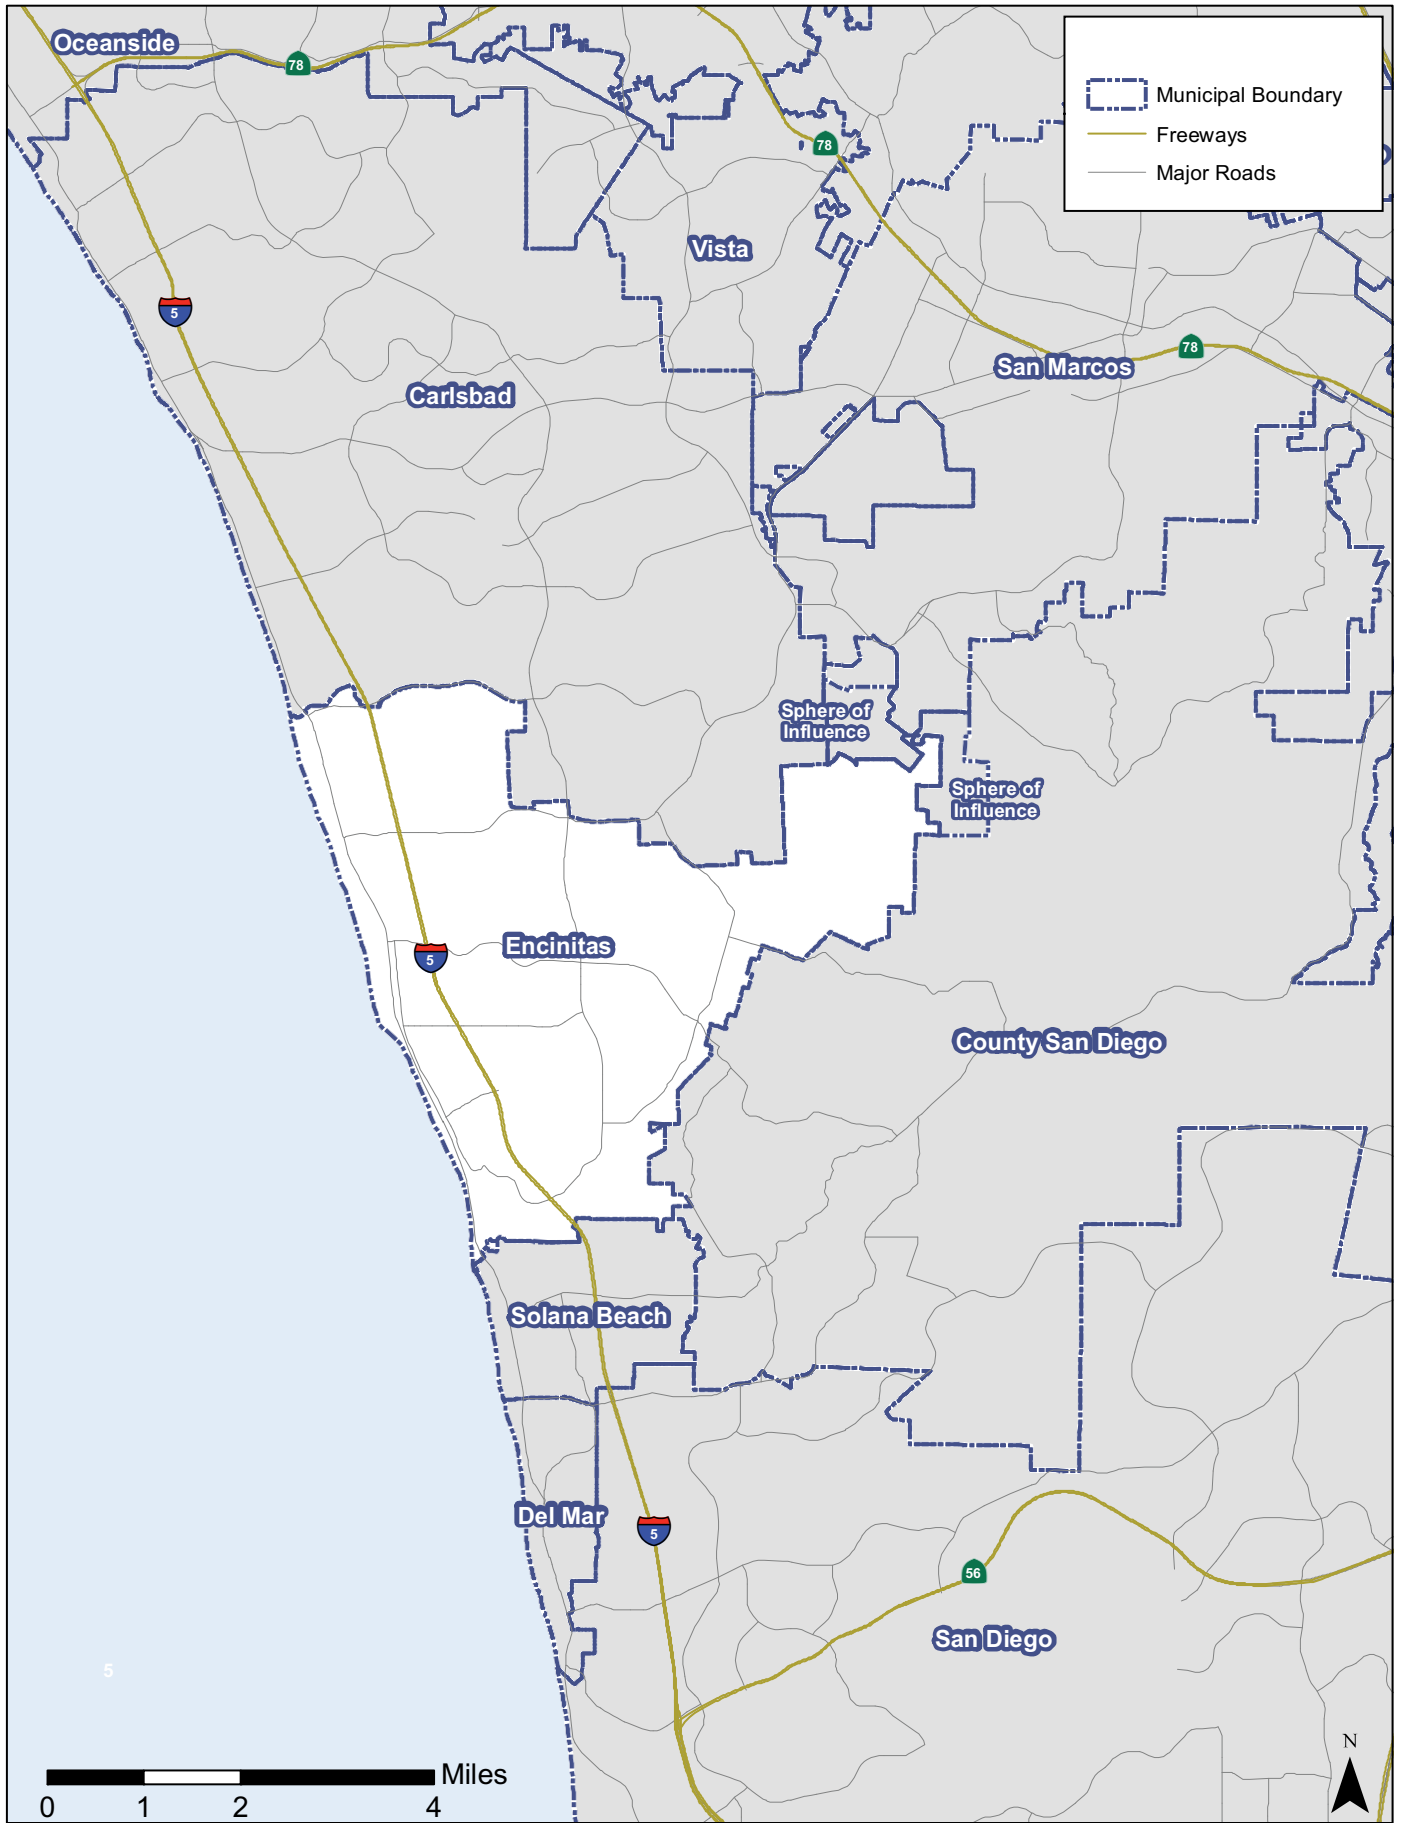 Oceanside
78
Municipal Boundary
Freeways
Major Roads
78
Vista
5
78
San Marcos
Carlsbad
Sphere of
Influence
Sphere of
Influence
Encinitas
5
County San Diego
Solana Beach
Del Mar
5
56
San Diego
5
N
Miles
0 1 2 4